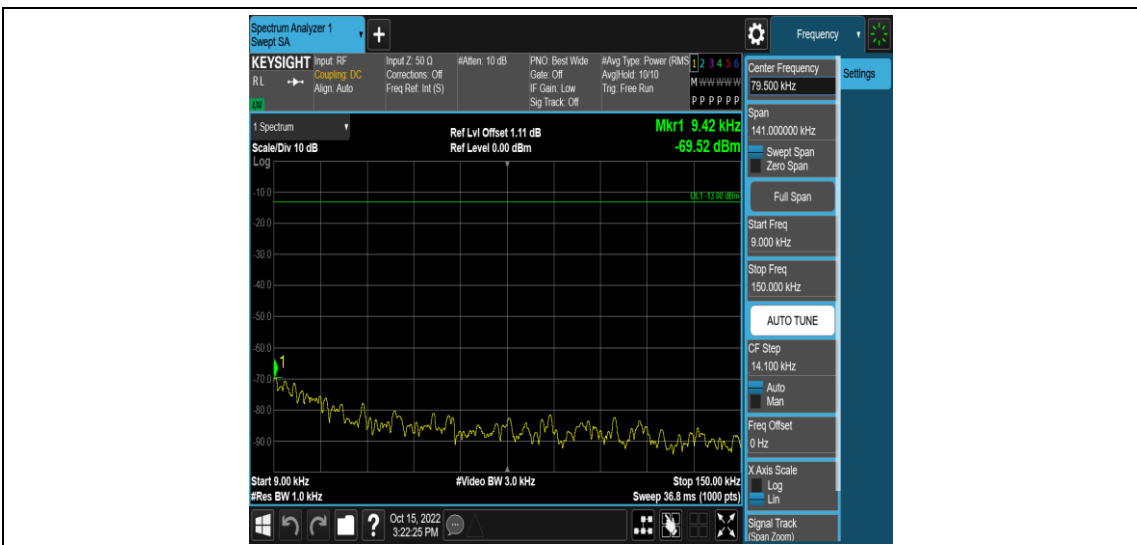 Spectrum Analyzer 1
Swept SA
+
Frequency
KEYSIGHT
RL
LXI
Input: RF
Coupling: DC
Align: Auto
Input Z: 50 Ω
Corrections: Off
Freq Ref: Int (S)
#Atten: 10 dB
PNO: Best Wide
Gate: Off
IF Gain: Low
Sig Track: Off
#Avg Type: Power (RMS
Avg|Hold: 10/10
Trig: Free Run
1 2 3 4 5 6
M W W W W W
P P P P P P
1 Spectrum
Scale/Div 10 dB
Log
Ref Lvl Offset 1.11 dB
Ref Level 0.00 dBm
Mkr1 9.42 kHz
-69.52 dBm
DL1 -13.00 dBm
-10.0
-20.0
-30.0
-40.0
-50.0
-60.0
-70.0
-80.0
-90.0
1
Start 9.00 kHz
#Res BW 1.0 kHz
#Video BW 3.0 kHz
Stop 150.00 kHz
Sweep 36.8 ms (1000 pts)
?
Oct 15, 2022
3:22:25 PM
Center Frequency
79.500 kHz
Settings
Span
141.000000 kHz
Swept Span
Zero Span
Full Span
Start Freq
9.000 kHz
Stop Freq
150.000 kHz
AUTO TUNE
CF Step
14.100 kHz
Auto
Man
Freq Offset
0 Hz
X Axis Scale
Log
Lin
Signal Track
(Span Zoom)